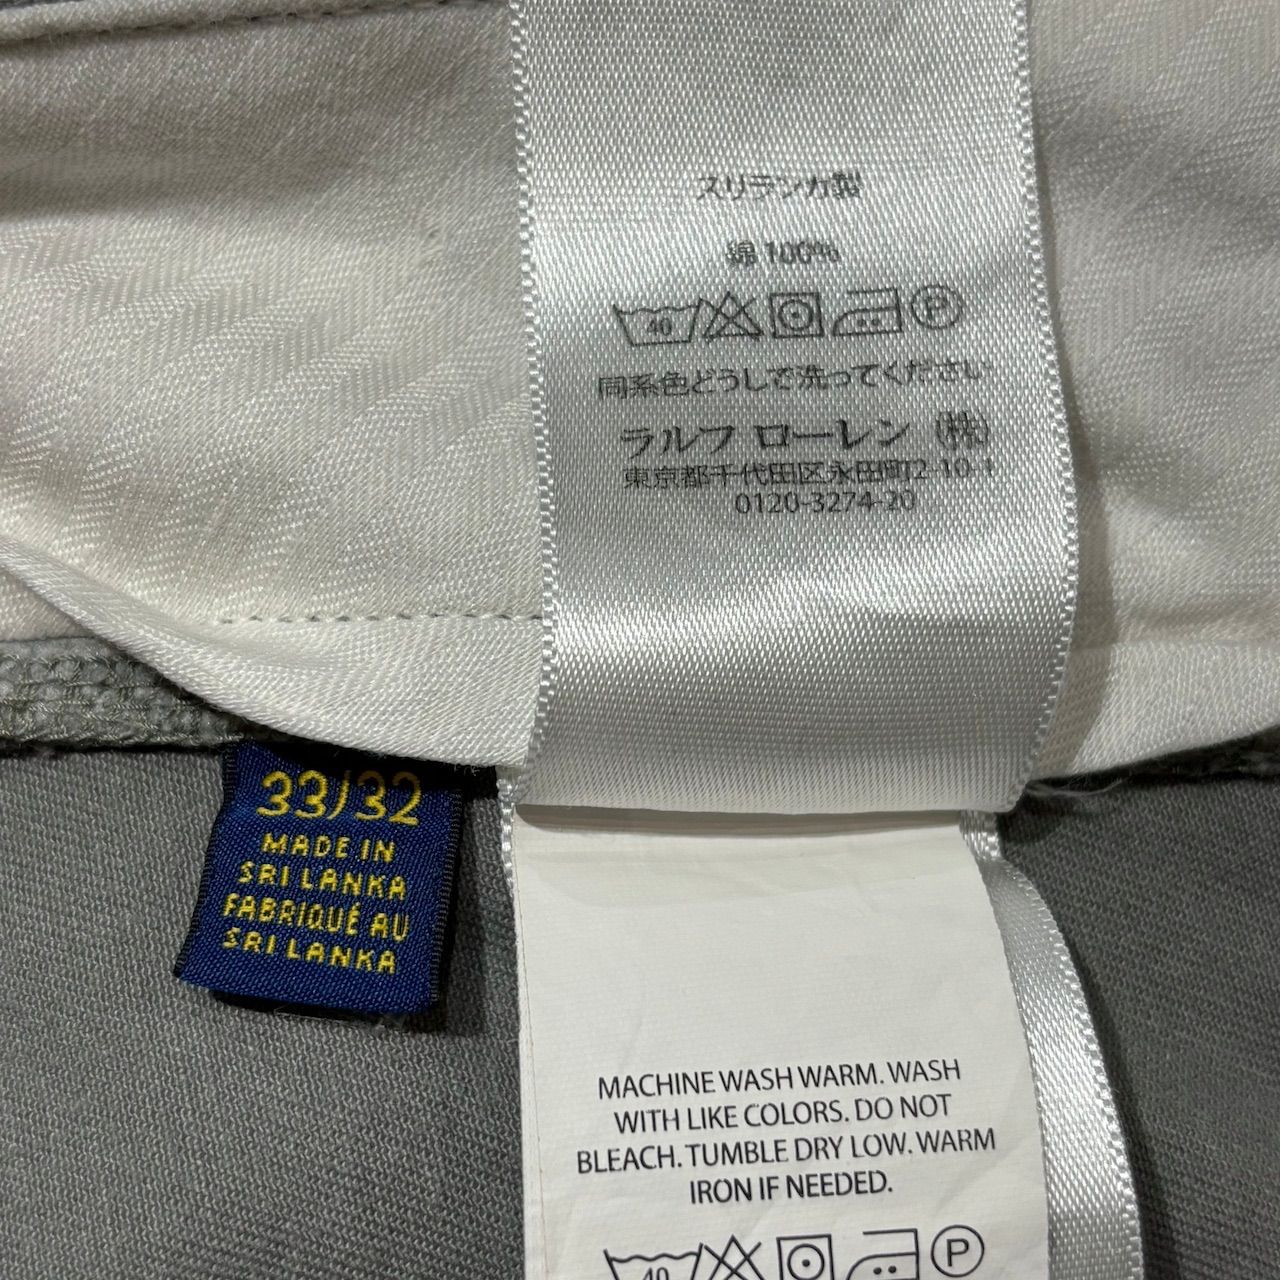 スリランカ製
綿 100%
40 P
同系色どうしで洗ってください
ラルフ ローレン (株)
東京都千代田区永田町2-10-1
0120-3274-20
33/32
MADE IN
SRI LANKA
FABRIQUÉ AU
SRI LANKA
MACHINE WASH WARM. WASH
WITH LIKE COLORS. DO NOT
BLEACH. TUMBLE DRY LOW. WARM
IRON IF NEEDED.
40 P